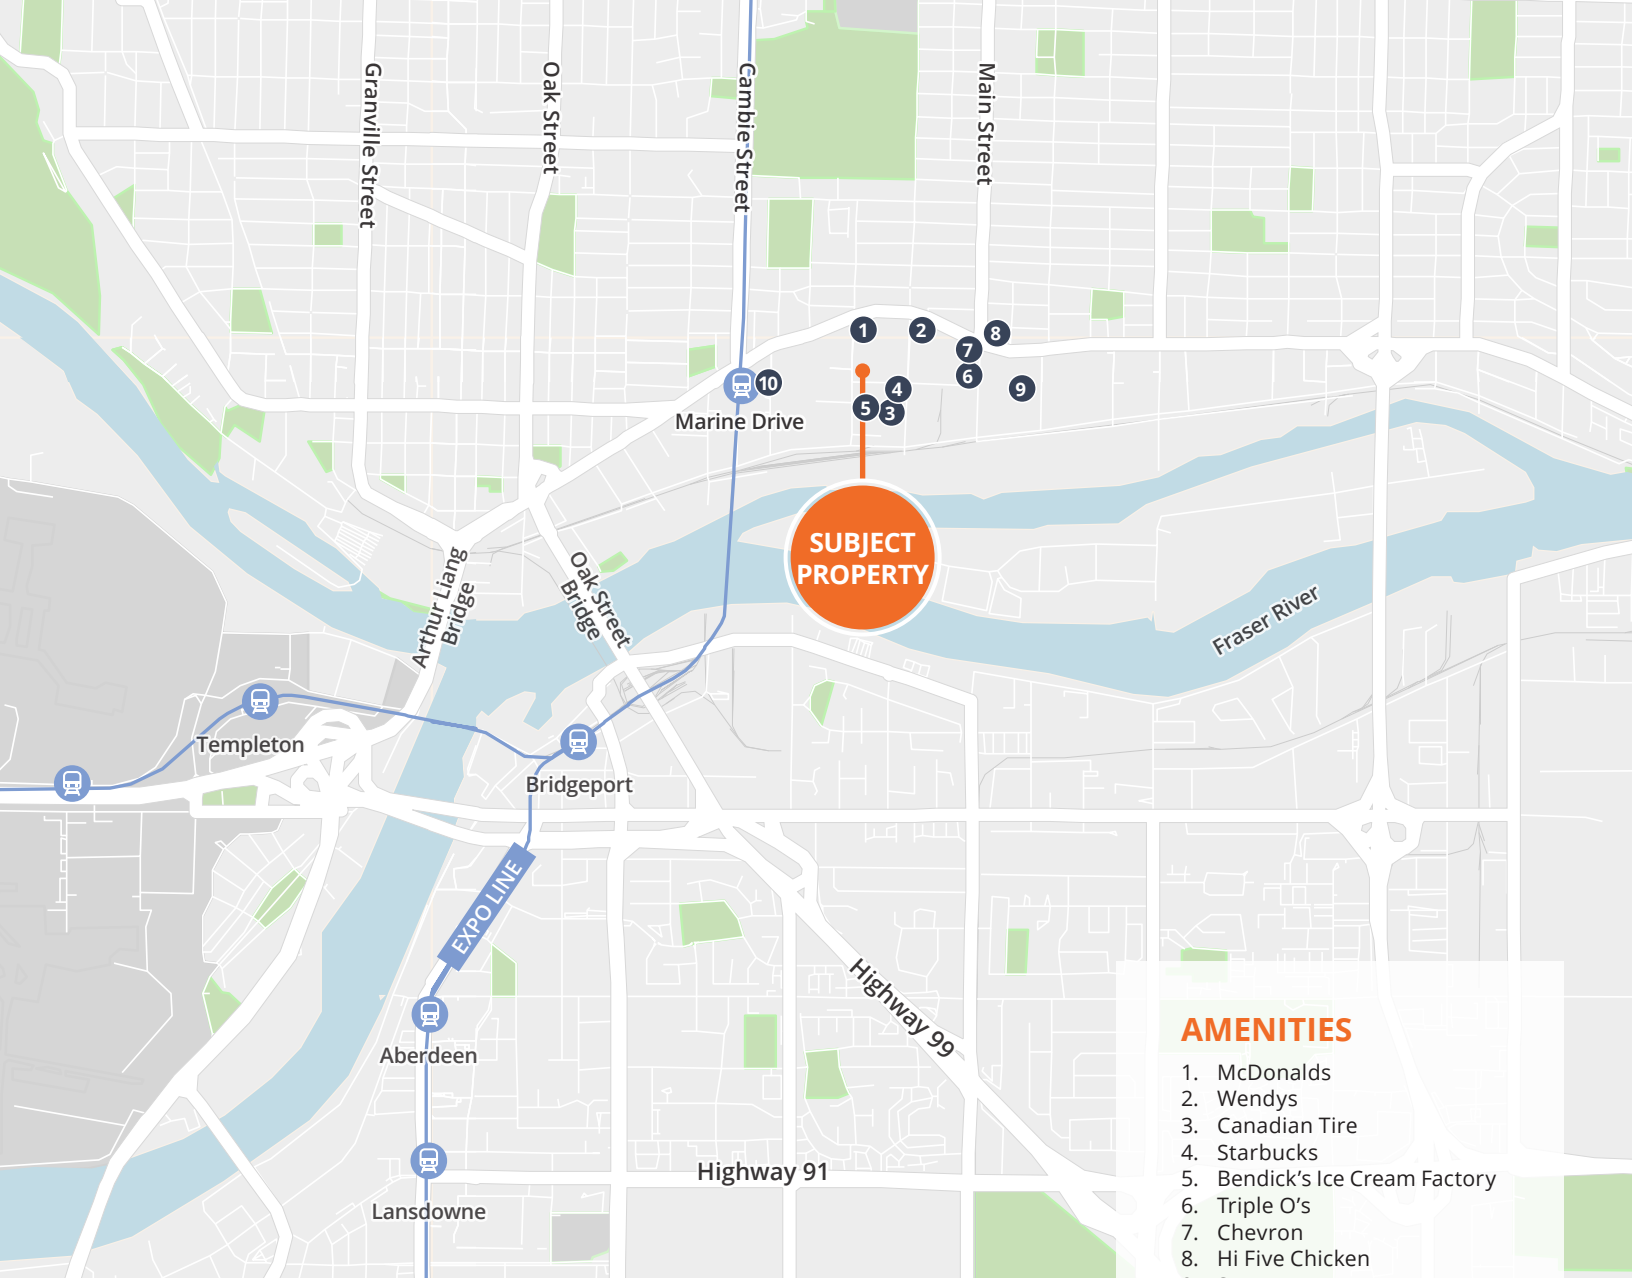 Granville Street
Oak Street
Cambie Street
Main Street
1
2
8
7
6
9
10
4
5
3
Marine Drive
SUBJECT
PROPERTY
Arthur Liang
Bridge
Oak Street
Bridge
Fraser River
Templeton
Bridgeport
EXPO LINE
Aberdeen
Lansdowne
Highway 99
Highway 91
AMENITIES
1. McDonalds
2. Wendys
3. Canadian Tire
4. Starbucks
5. Bendick’s Ice Cream Factory
6. Triple O’s
7. Chevron
8. Hi Five Chicken